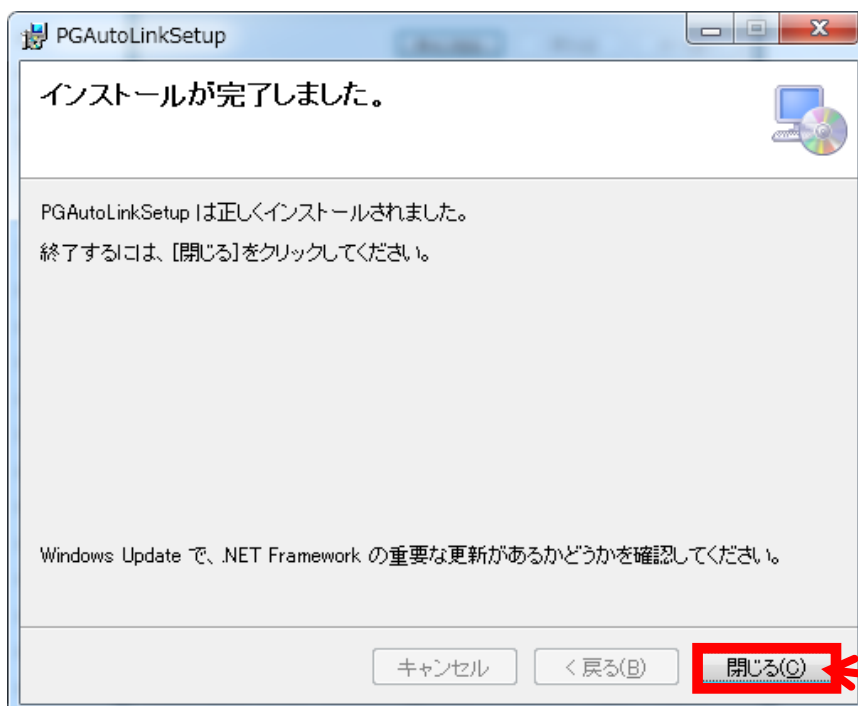 PGAutoLinkSetup
インストールが完了しました。
PGAutoLinkSetup は正しくインストールされました。
終了するには、[閉じる]をクリックしてください。
Windows Update で、.NET Framework の重要な更新があるかどうかを確認してください。
キャンセル
< 戻る(B)
閉じる(C)